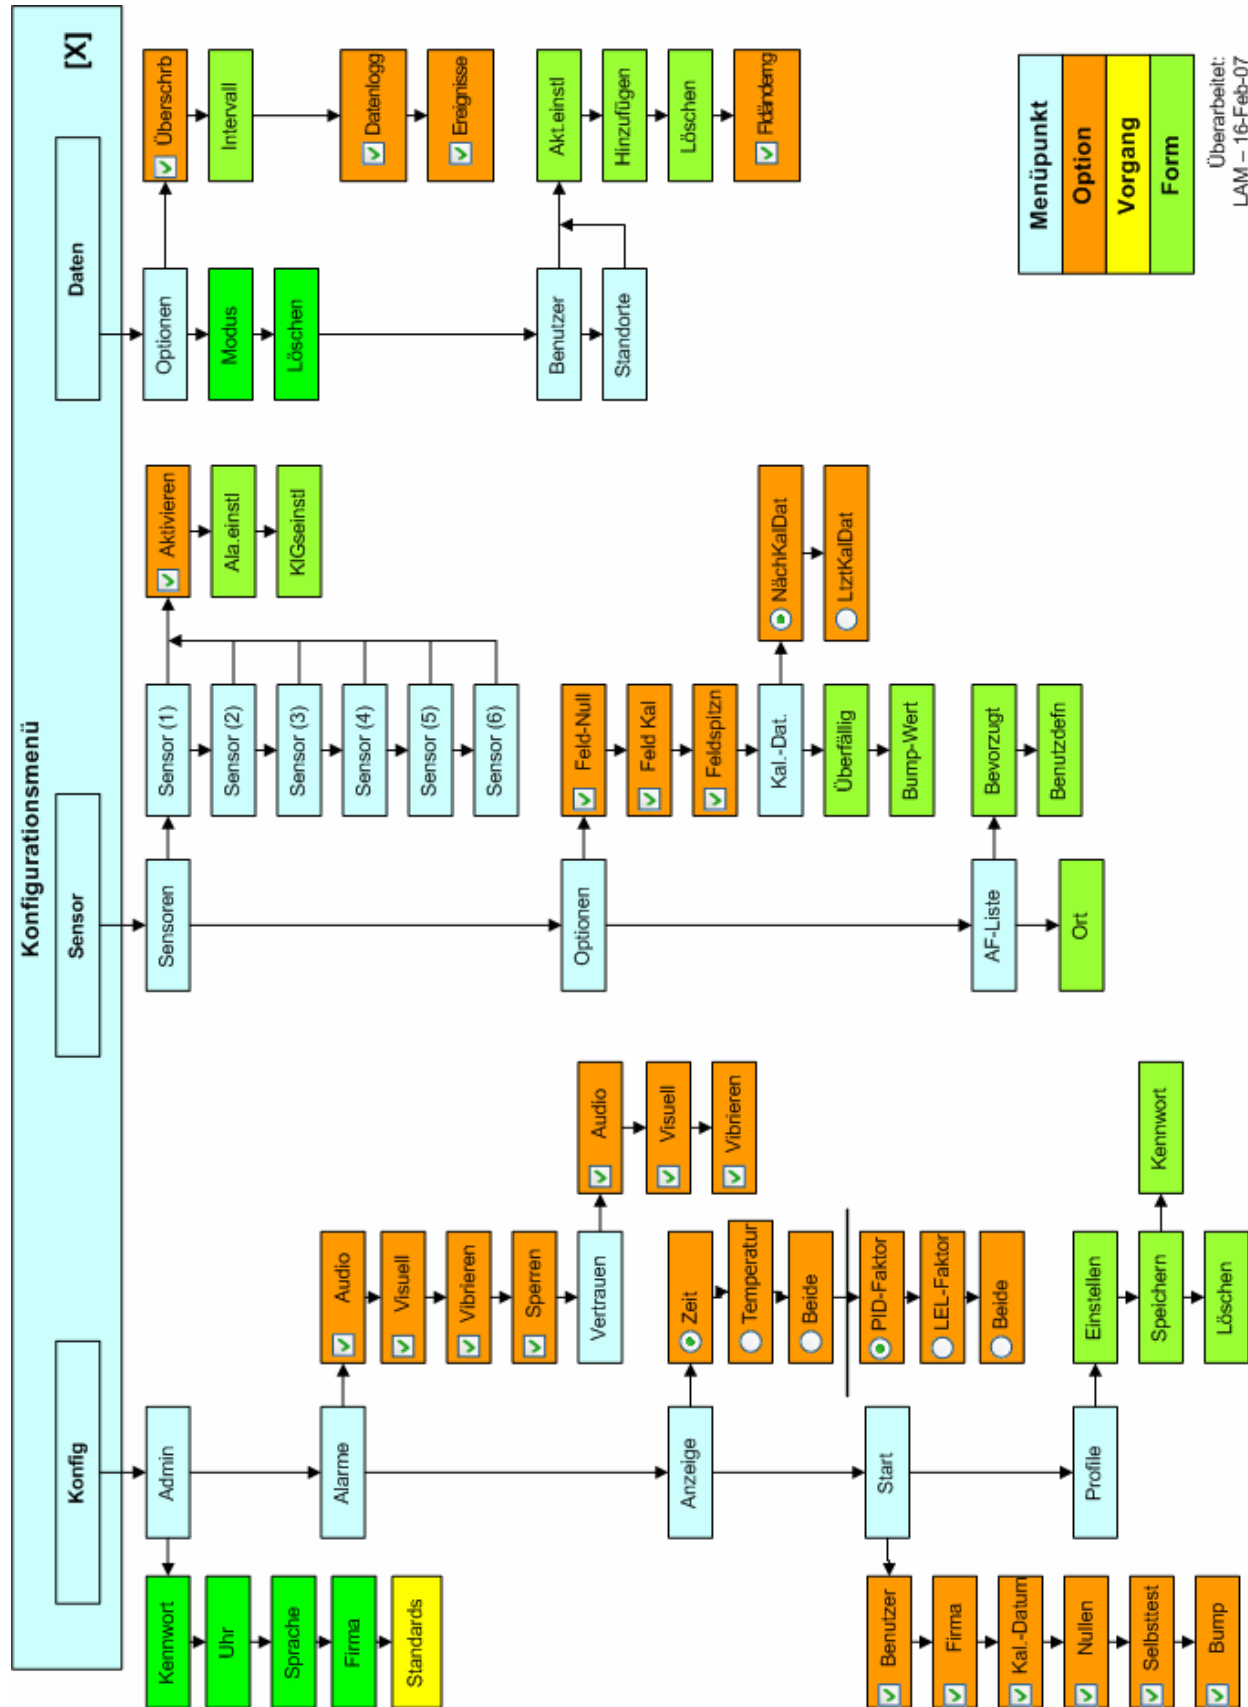 Konfigurationsmenü
[X]
Konfig
Sensor
Daten
Admin
Kennwort
Uhr
Sprache
Firma
Standards
Alarme
Audio
Visuell
Vibrieren
Sperren
Vertrauen
Audio
Visuell
Vibrieren
Anzeige
Zeit
Temperatur
Beide
PID-Faktor
LEL-Faktor
Beide
Start
Benutzer
Firma
Kal.-Datum
Nullen
Selbsttest
Bump
Profile
Einstellen
Speichern
Löschen
Kennwort
Sensoren
Sensor (1)
Sensor (2)
Sensor (3)
Sensor (4)
Sensor (5)
Sensor (6)
Aktivieren
Ala.einstl
KIGseinstl
Optionen
Feld-Null
Feld Kal
Feldspitzn
Kal.-Dat.
NächKalDat
LtztKalDat
Überfällig
Bump-Wert
AF-Liste
Bevorzugt
Benutzdefn
Ort
Optionen
Überschrb
Intervall
Datenlogg
Ereignisse
Modus
Löschen
Benutzer
Standorte
Akt.einstl
Hinzufügen
Löschen
Fldänderng
Menüpunkt
Option
Vorgang
Form
Überarbeitet:
LAM – 16-Feb-07